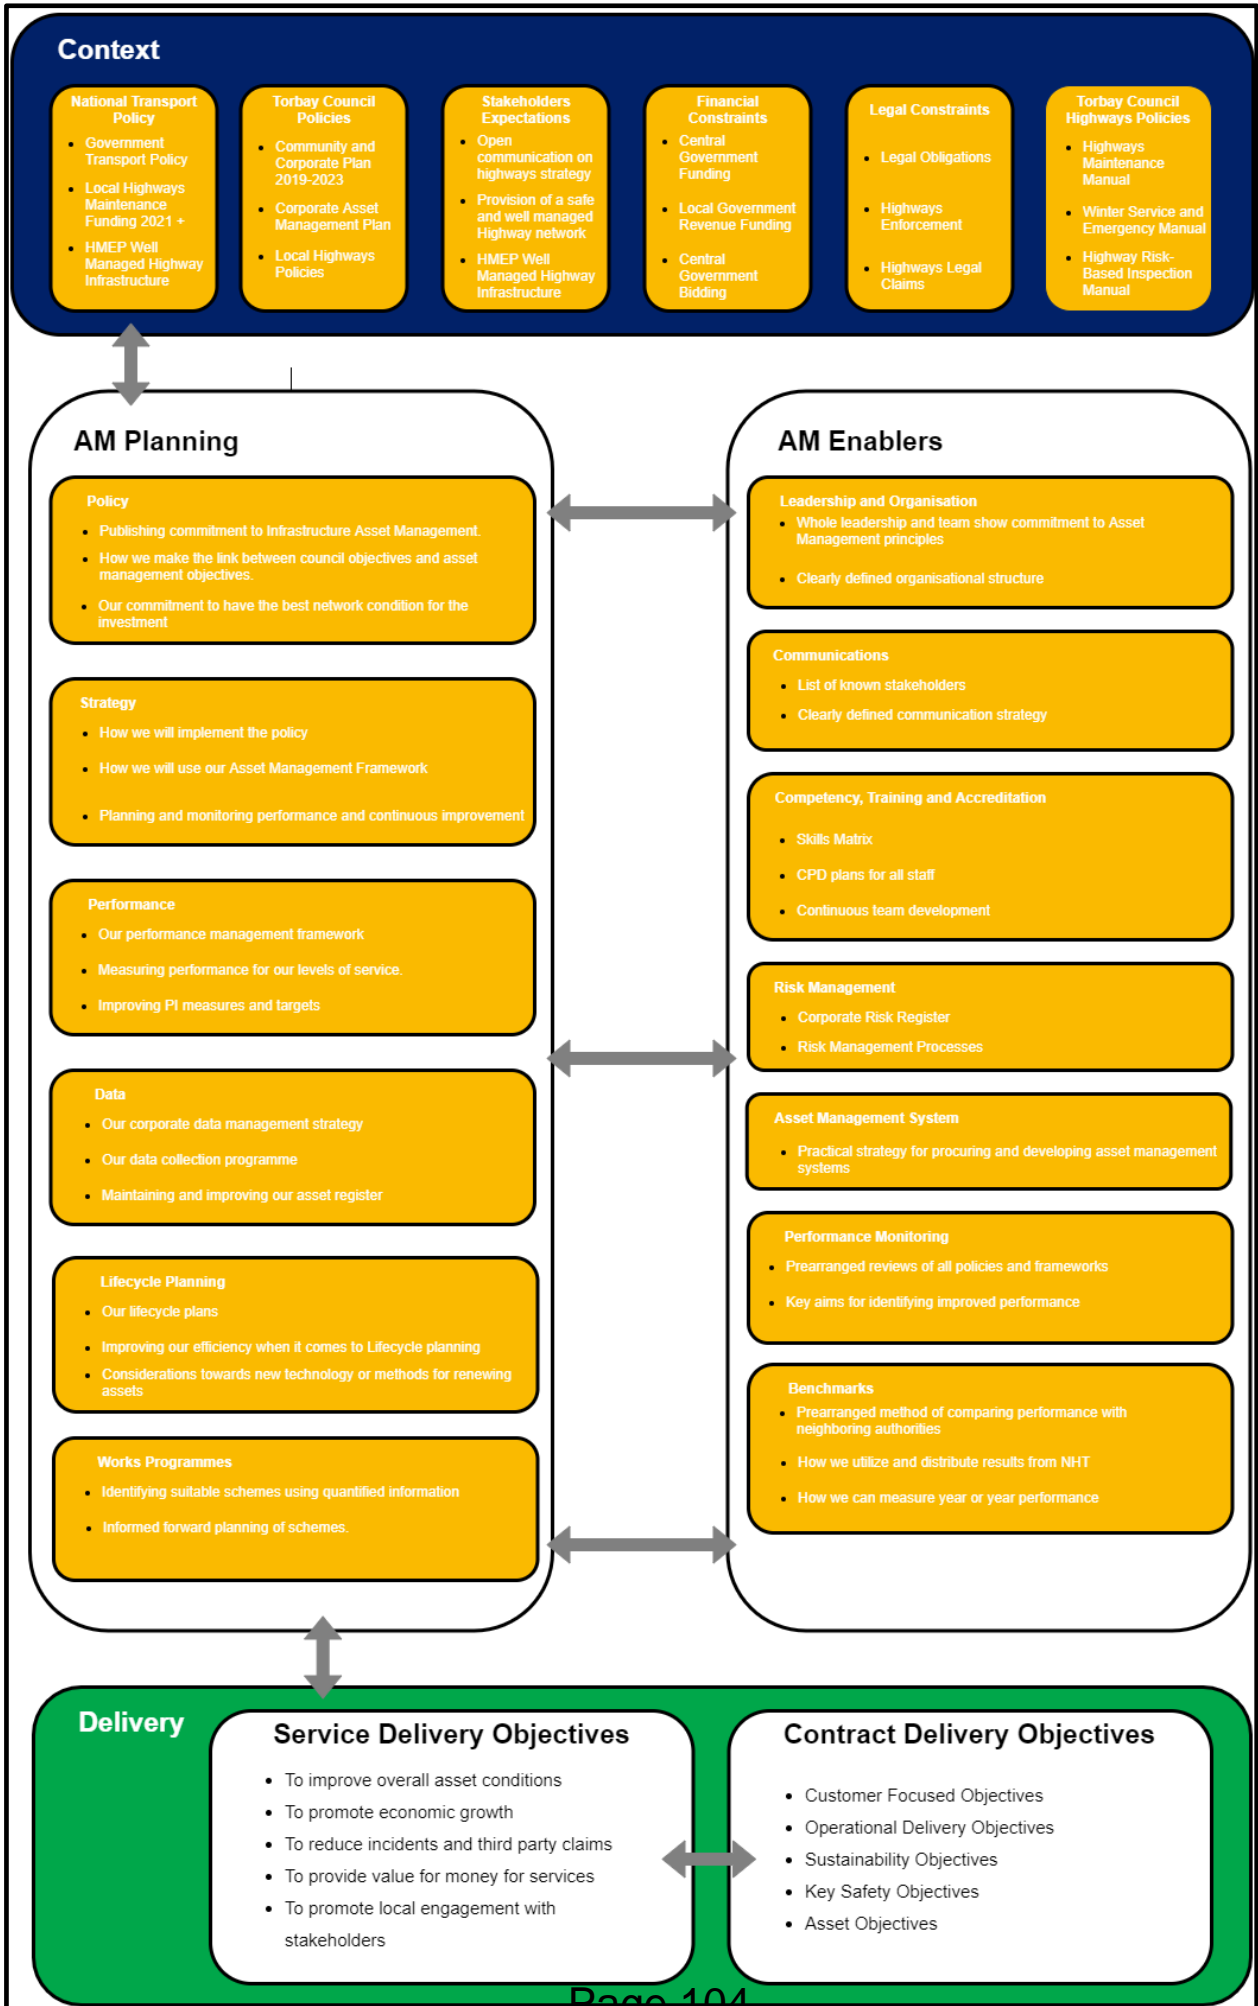 Context
National Transport
Policy
Government
Transport Policy
Local Highways
Maintenance
Funding 2021 +
HMEP Well
Managed Highway
Infrastructure
Torbay Council
Policies
Community and
Corporate Plan
2019-2023
Corporate Asset
Management Plan
Local Highways
Policies
Stakeholders
Expectations
Open
communication on
highways strategy
Provision of a safe
and well managed
Highway network
HMEP Well
Managed Highway
Infrastructure
Financial
Constraints
Central
Government
Funding
Local Government
Revenue Funding
Central
Government
Bidding
Legal Constraints
Legal Obligations
Highways
Enforcement
Highways Legal
Claims
Torbay Council
Highways Policies
Highways
Maintenance
Manual
Winter Service and
Emergency Manual
Highway Risk-
Based Inspection
Manual
AM Planning
Policy
Publishing commitment to Infrastructure Asset Management.
How we make the link between council objectives and asset
management objectives.
Our commitment to have the best network condition for the
investment
Strategy
How we will implement the policy
How we will use our Asset Management Framework
Planning and monitoring performance and continuous improvement
Performance
Our performance management framework
Measuring performance for our levels of service.
Improving PI measures and targets
Data
Our corporate data management strategy
Our data collection programme
Maintaining and improving our asset register
Lifecycle Planning
Our lifecycle plans
Improving our efficiency when it comes to Lifecycle planning
Considerations towards new technology or methods for renewing
assets
Works Programmes
Identifying suitable schemes using quantified information
Informed forward planning of schemes.
AM Enablers
Leadership and Organisation
Whole leadership and team show commitment to Asset
Management principles
Clearly defined organisational structure
Communications
List of known stakeholders
Clearly defined communication strategy
Competency, Training and Accreditation
Skills Matrix
CPD plans for all staff
Continuous team development
Risk Management
Corporate Risk Register
Risk Management Processes
Asset Management System
Practical strategy for procuring and developing asset management
systems
Performance Monitoring
Prearranged reviews of all policies and frameworks
Key aims for identifying improved performance
Benchmarks
Prearranged method of comparing performance with
neighboring authorities
How we utilize and distribute results from NHT
How we can measure year or year performance
Delivery
Service Delivery Objectives
To improve overall asset conditions
To promote economic growth
To reduce incidents and third party claims
To provide value for money for services
To promote local engagement with
stakeholders
Contract Delivery Objectives
Customer Focused Objectives
Operational Delivery Objectives
Sustainability Objectives
Key Safety Objectives
Asset Objectives
Page 104